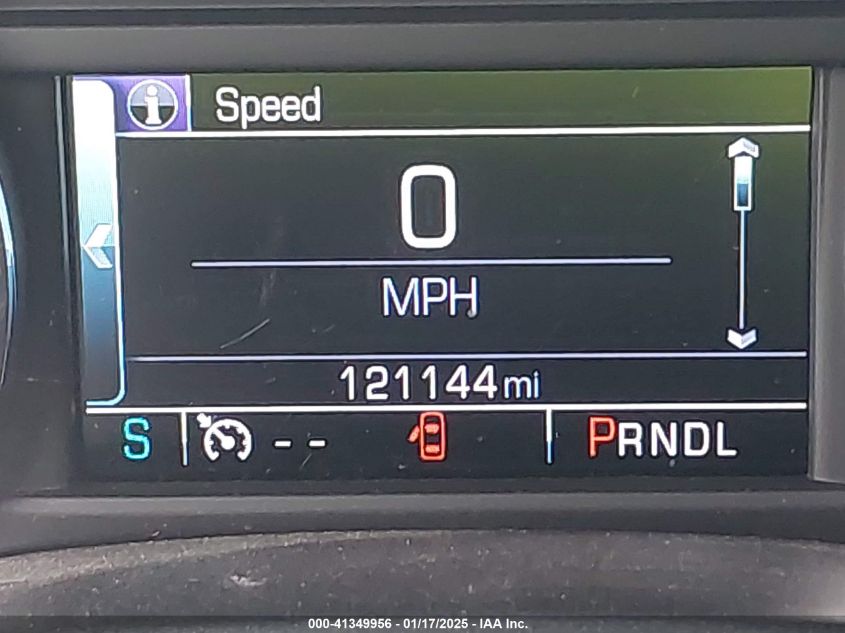 Speed
0
MPH
121144mi
S -- PRNDL
000-41349956 - 01/17/2025 - IAA Inc.